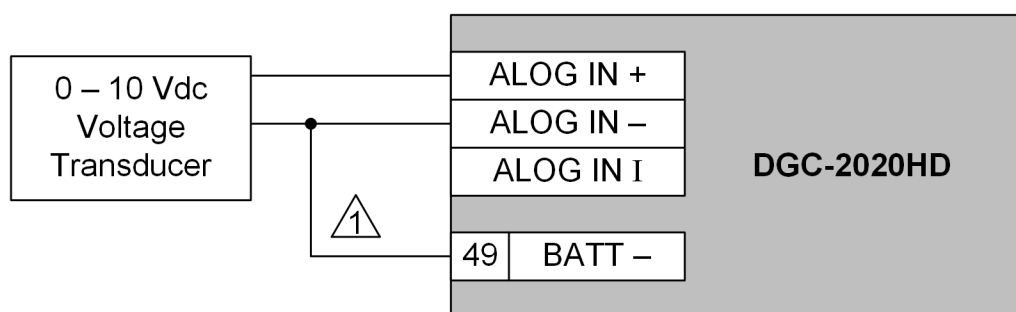 0 – 10 Vdc
Voltage
Transducer
ALOG IN +
ALOG IN –
ALOG IN I
DGC-2020HD
1
49 BATT –